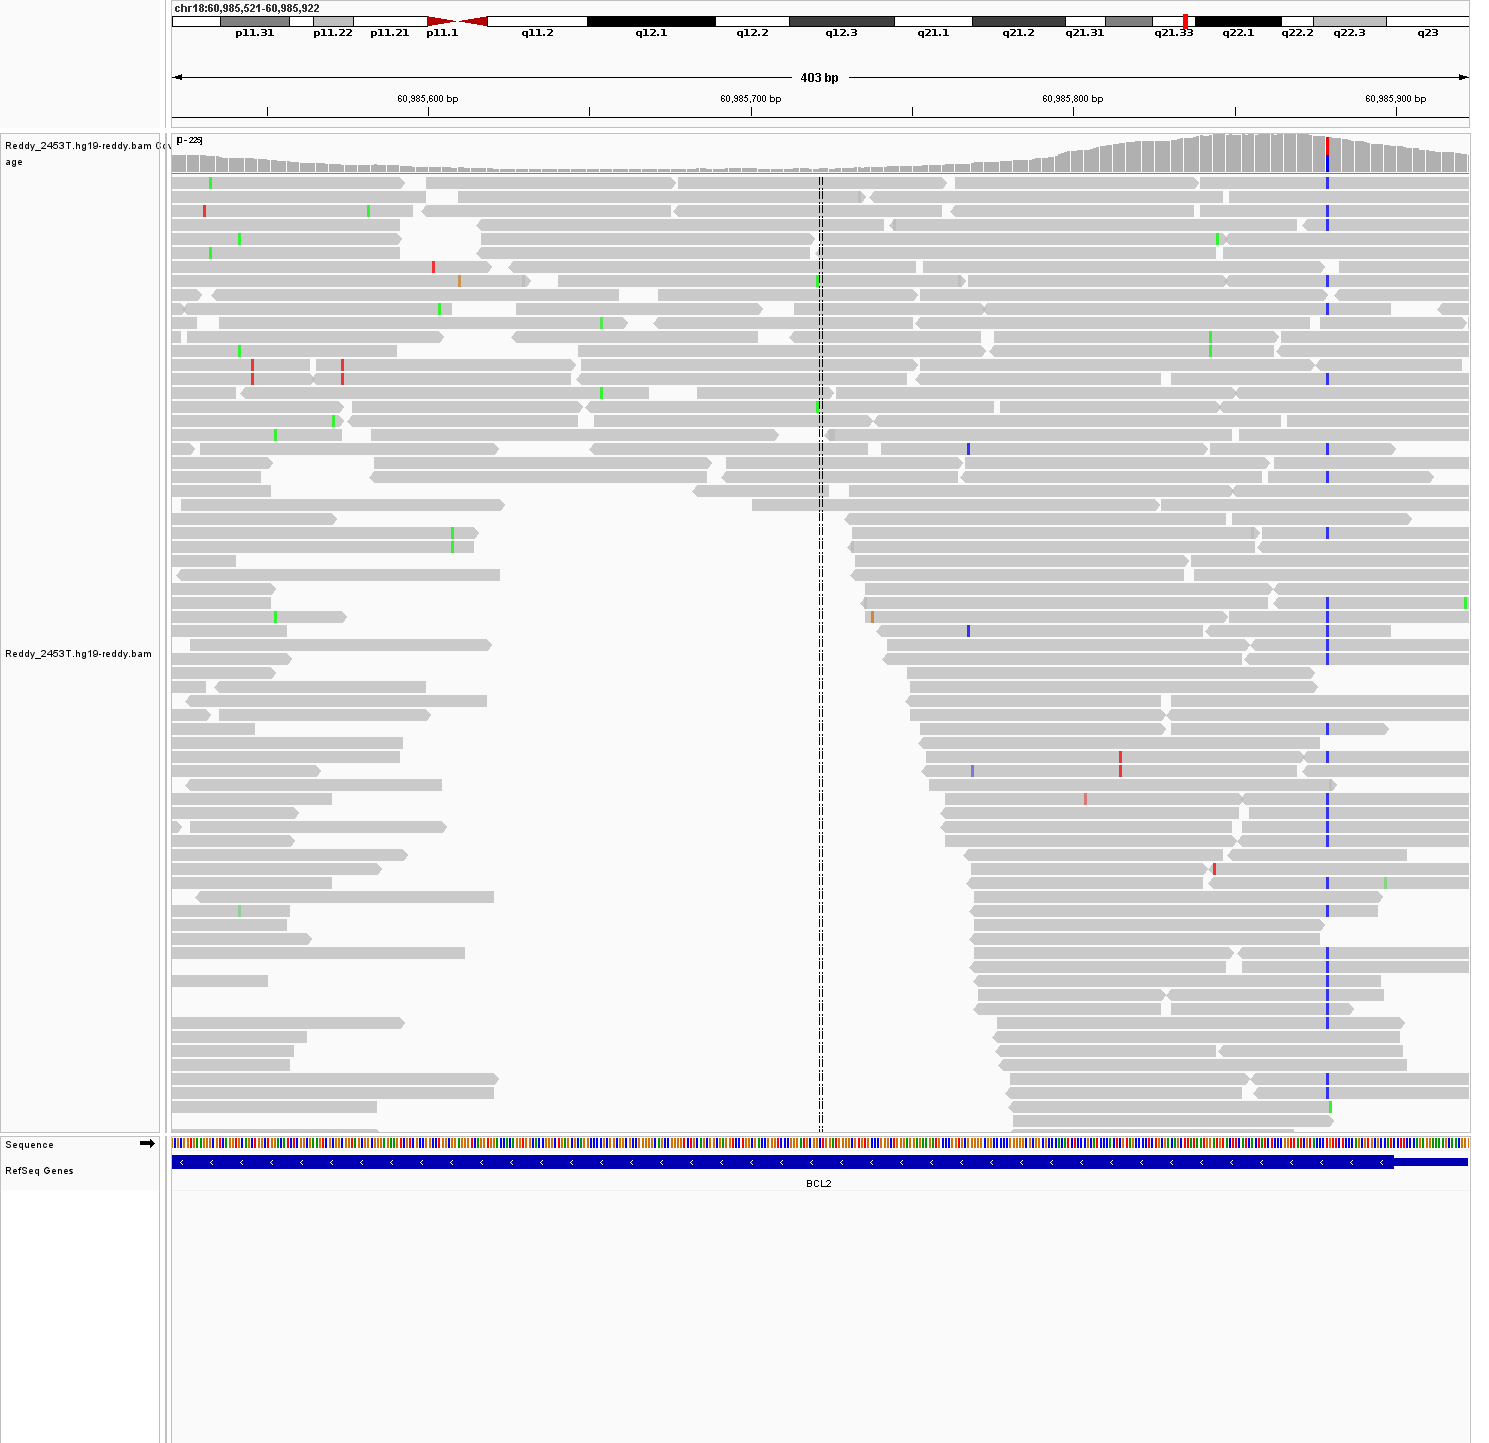 chr18:60,985,521-60,985,922
p11.31 p11.22 p11.21 p11.1 q11.2 q12.1 q12.2 q12.3 q21.1 q21.2 q21.31 q21.33 q22.1 q22.2 q22.3 q23
403 bp
60,985,600 bp 60,985,700 bp 60,985,800 bp 60,985,900 bp
[0 - 225]
Reddy_2453T.hg19-reddy.bam Cov
age
Reddy_2453T.hg19-reddy.bam
Sequence
RefSeq Genes
BCL2